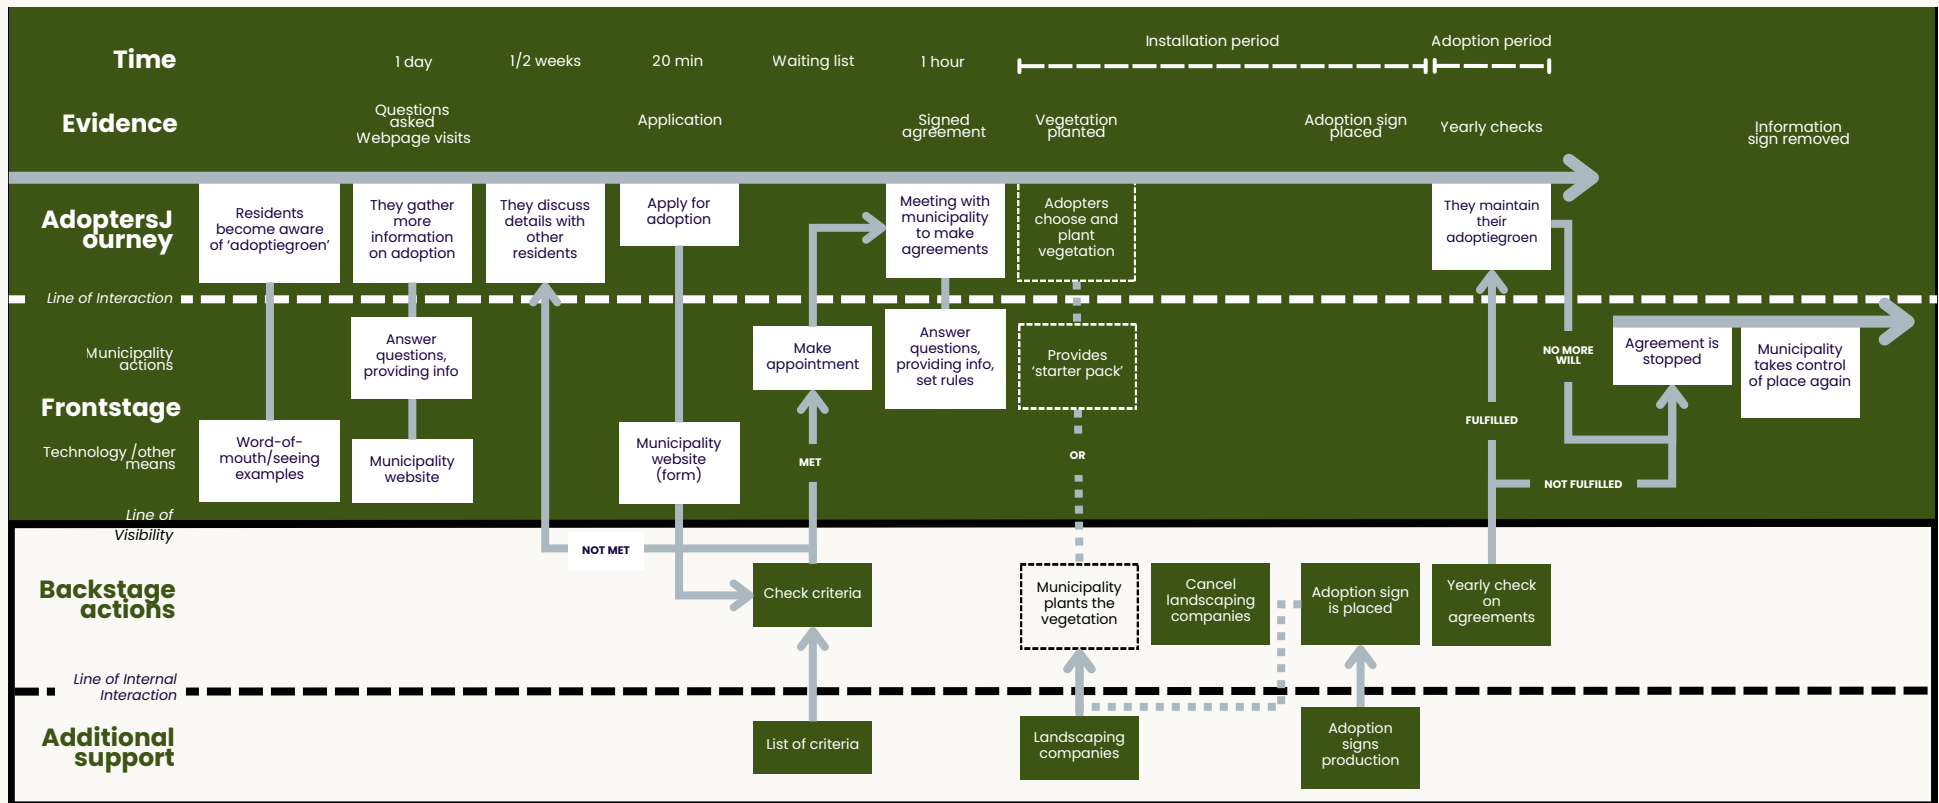 Time
1 day
1/2 weeks
20 min
Waiting list
1 hour
Installation period
Adoption period
Evidence
Questions
asked
Webpage visits
Application
Signed
agreement
Vegetation
planted
Adoption sign
placed
Yearly checks
Information
sign removed
AdoptersJ
ourney
Residents
become aware
of ‘adoptiegroen’
They gather
more
information
on adoption
They discuss
details with
other
residents
Apply for
adoption
Meeting with
municipality
to make
agreements
Adopters
choose and
plant
vegetation
They maintain
their
adoptiegroen
Line of Interaction
Municipality
actions
Answer
questions,
providing info
Make
appointment
Answer
questions,
providing info,
set rules
Provides
‘starter pack’
NO MORE
WILL
Agreement is
stopped
Municipality
takes control
of place again
Frontstage
FULFILLED
Technology /other
means
Word-of-
mouth/seeing
examples
Municipality
website
Municipality
website
(form)
MET
OR
NOT FULFILLED
Line of
Visibility
NOT MET
Backstage
actions
Check criteria
Municipality
plants the
vegetation
Cancel
landscaping
companies
Adoption sign
is placed
Yearly check
on
agreements
Line of Internal
Interaction
Additional
support
List of criteria
Landscaping
companies
Adoption
signs
production